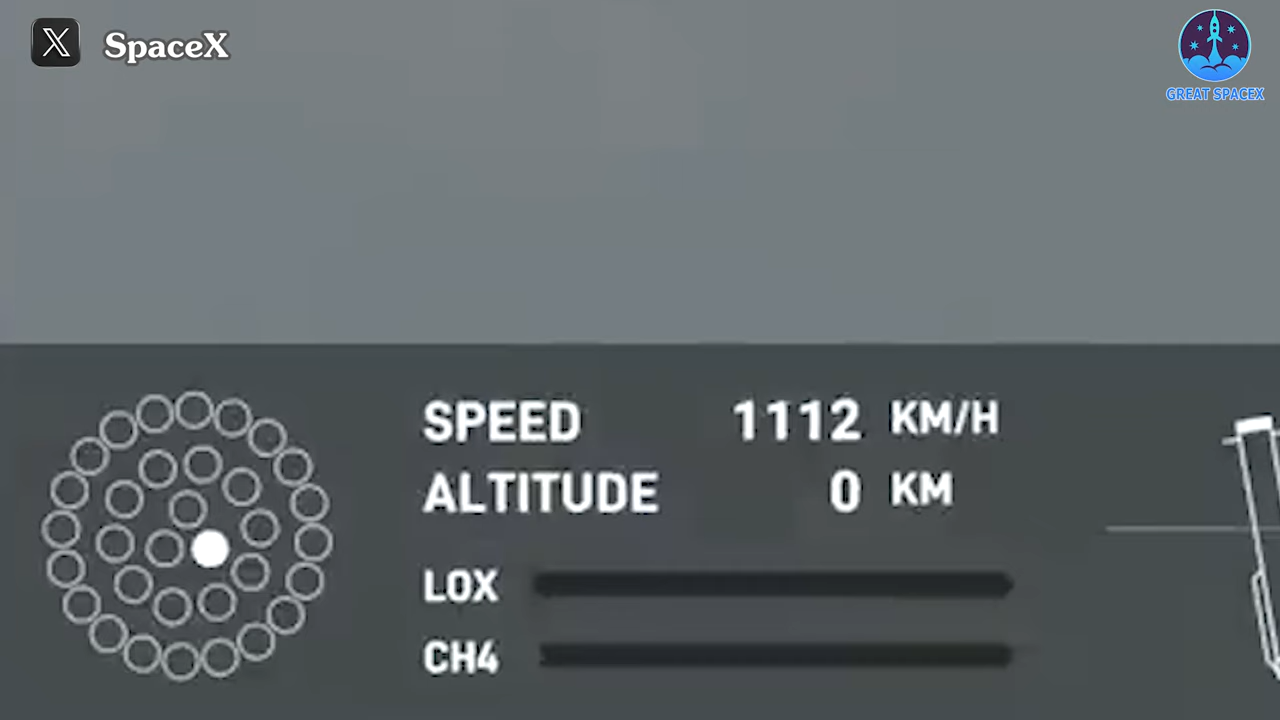 X SpaceX
GREAT SPACEX
SPEED 1112 KM/H
ALTITUDE 0 KM
LOX
CH4